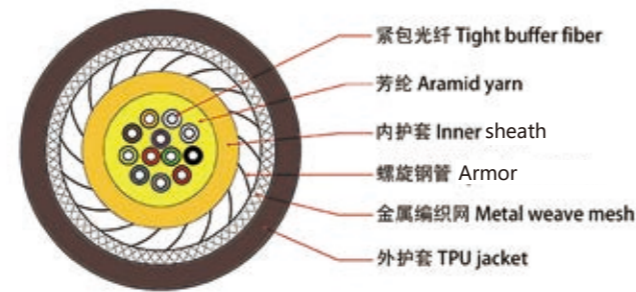 紧包光纤 Tight buffer fiber
芳纶 Aramid yarn
内护套 Inner sheath
螺旋钢管 Armor
金属编织网 Metal weave mesh
外护套 TPU jacket